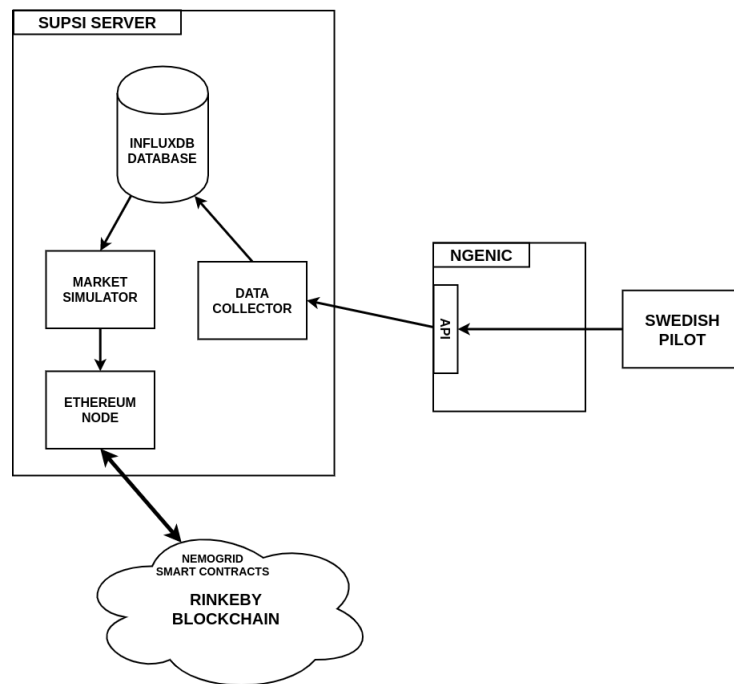 SUPSI SERVER
INFLUXDB
DATABASE
MARKET
SIMULATOR
DATA
COLLECTOR
ETHEREUM
NODE
NGENIC
API
SWEDISH
PILOT
NEMOGRID
SMART CONTRACTS
RINKEBY
BLOCKCHAIN